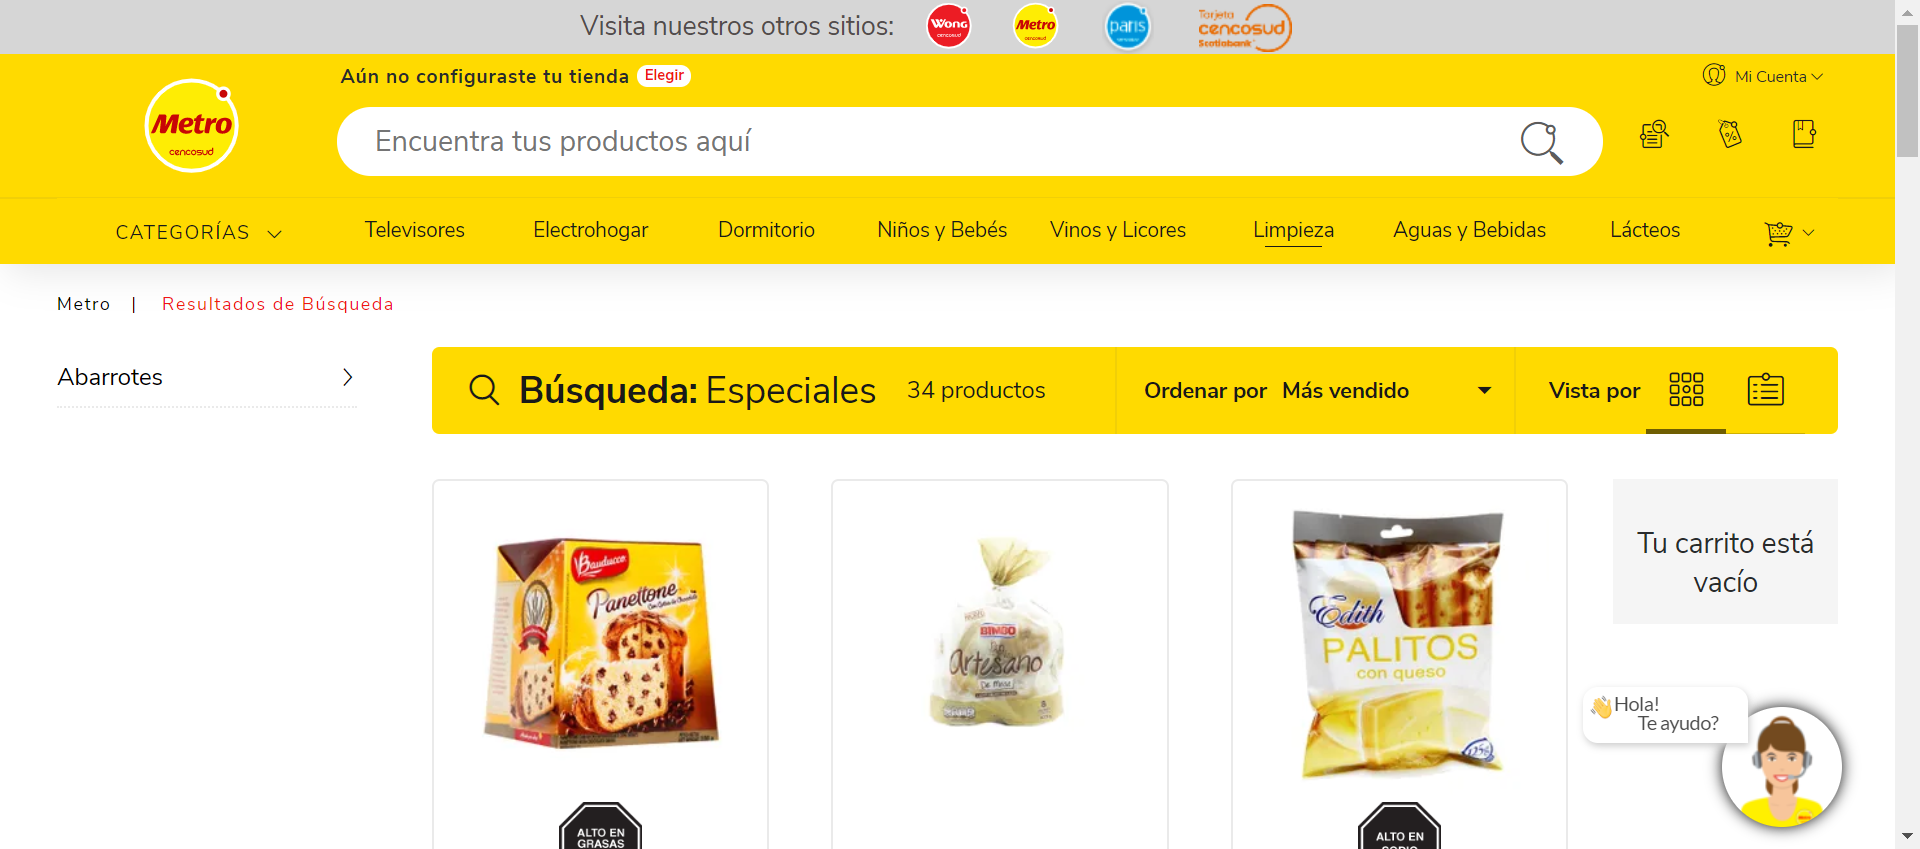 Visita nuestros otros sitios:
Wong
cencosud
Metro
cencosud
paris
Tarjeta
cencosud
Scotiabank
Aún no configuraste tu tienda Elegir
Mi Cuenta
Metro
cencosud
Encuentra tus productos aquí
CATEGORÍAS
Televisores
Electrohogar
Dormitorio
Niños y Bebés
Vinos y Licores
Limpieza
Aguas y Bebidas
Lácteos
Metro | Resultados de Búsqueda
Abarrotes
Búsqueda: Especiales 34 productos
Ordenar por Más vendido
Vista por
Bauducco
Panettone
BIMBO
Artesano
Edith
PALITOS
con queso
Tu carrito está
vacío
Hola!
Te ayudo?
ALTO EN
GRASAS
ALTO EN
SODIO